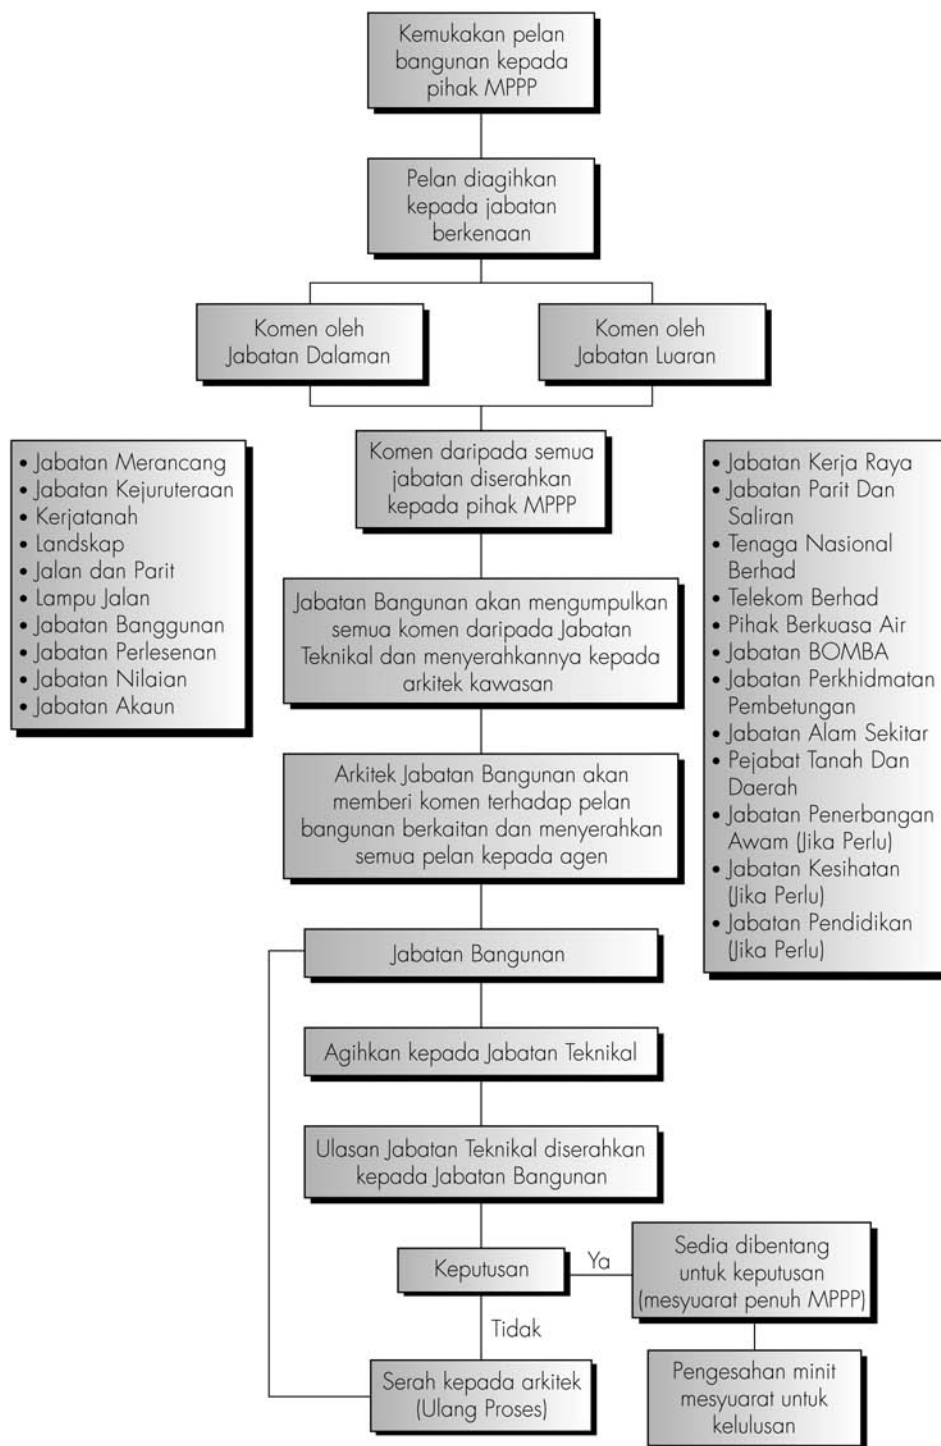 Kemukakan pelan
bangunan kepada
pihak MPPP
Pelan diagihkan
kepada jabatan
berkenaan
Komen oleh
Jabatan Dalaman
Komen oleh
Jabatan Luaran
• Jabatan Merancang
• Jabatan Kejuruteraan
• Kerjatanah
• Landskap
• Jalan dan Parit
• Lampu Jalan
• Jabatan Banggunan
• Jabatan Perlesenan
• Jabatan Nilaian
• Jabatan Akaun
Komen daripada semua
jabatan diserahkan
kepada pihak MPPP
• Jabatan Kerja Raya
• Jabatan Parit Dan
Saliran
• Tenaga Nasional
Berhad
• Telekom Berhad
• Pihak Berkuasa Air
• Jabatan BOMBA
• Jabatan Perkhidmatan
Pembetungan
• Jabatan Alam Sekitar
• Pejabat Tanah Dan
Daerah
• Jabatan Penerbangan
Awam (Jika Perlu)
• Jabatan Kesihatan
(Jika Perlu)
• Jabatan Pendidikan
(Jika Perlu)
Jabatan Bangunan akan mengumpulkan
semua komen daripada Jabatan
Teknikal dan menyerahkannya kepada
arkitek kawasan
Arkitek Jabatan Bangunan akan
memberi komen terhadap pelan
bangunan berkaitan dan menyerahkan
semua pelan kepada agen
Jabatan Bangunan
Agihkan kepada Jabatan Teknikal
Ulasan Jabatan Teknikal diserahkan
kepada Jabatan Bangunan
Keputusan
Ya
Sedia dibentang
untuk keputusan
(mesyuarat penuh MPPP)
Tidak
Serah kepada arkitek
(Ulang Proses)
Pengesahan minit
mesyuarat untuk
kelulusan